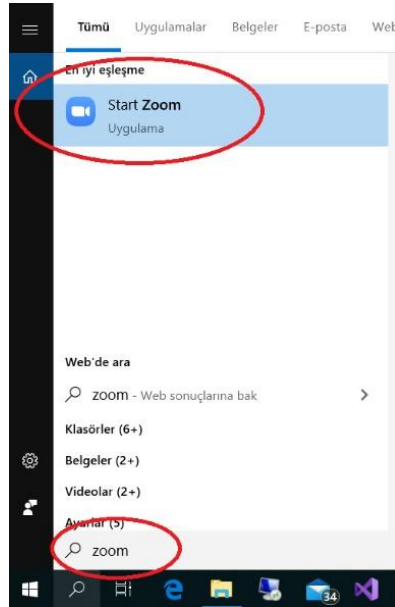 Tümü Uygulamalar Belgeler E-posta Web
En iyi eşleşme
Start Zoom
Uygulama
Web'de ara
zoom - Web sonuçlarına bak
Klasörler (6+)
Belgeler (2+)
Videolar (2+)
Ayarlar (5)
zoom
34